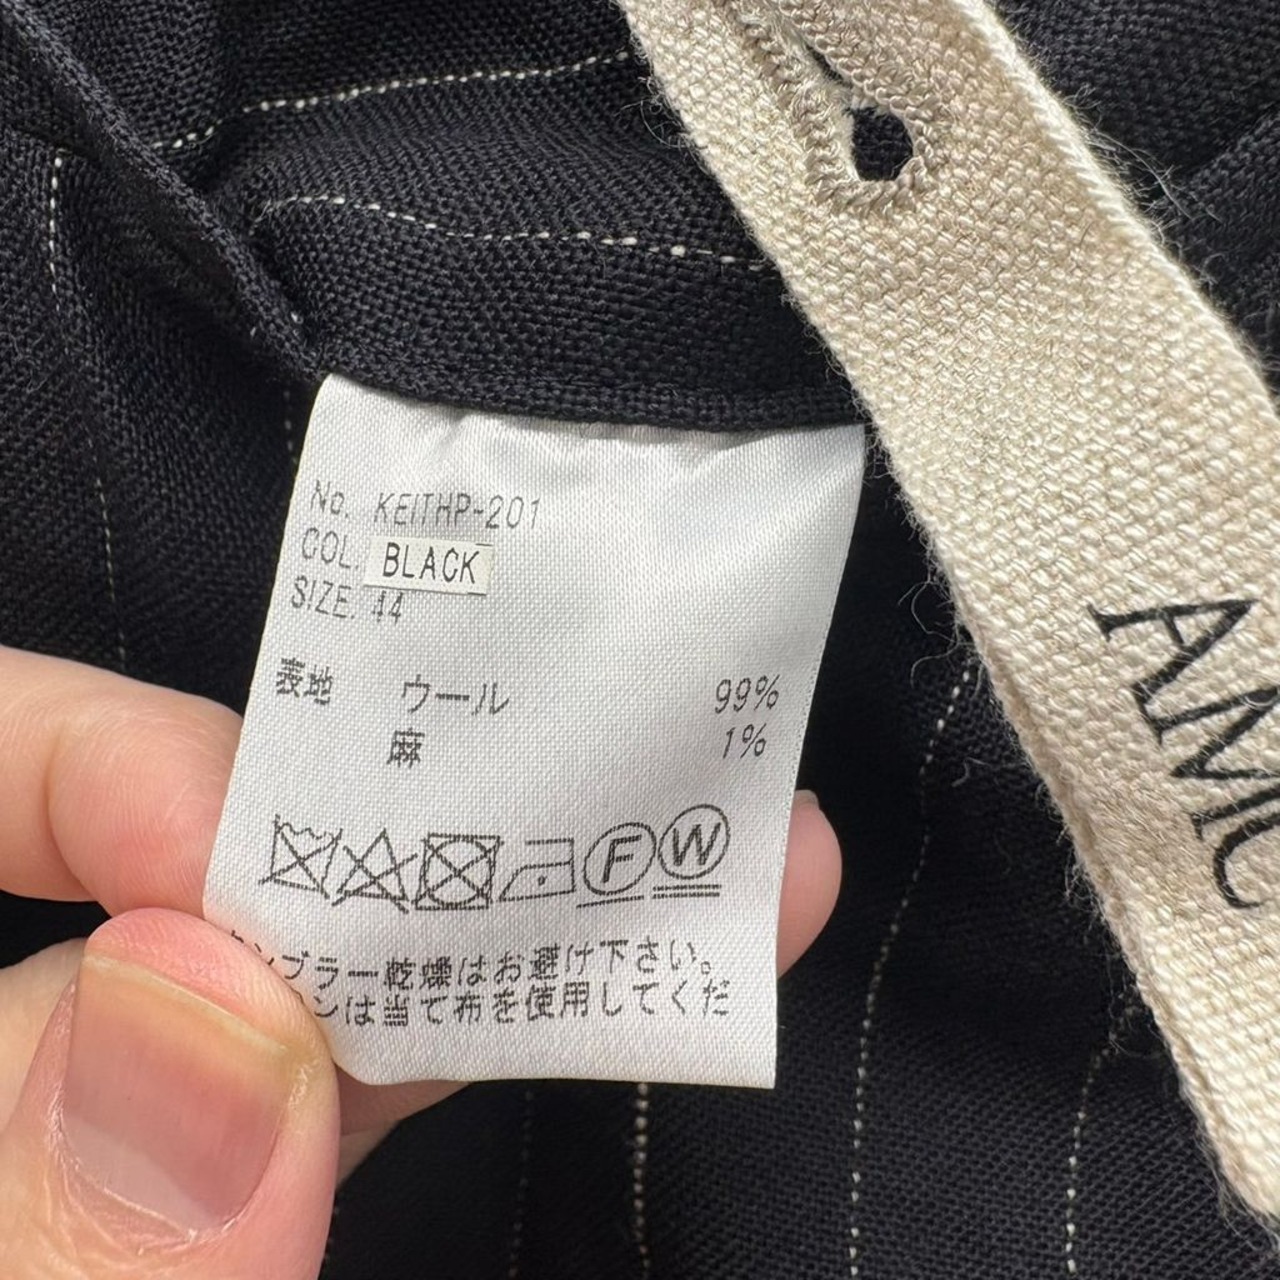 No. KEITHP-201
COL. BLACK
SIZE. 44
表地 ウール 99%
麻 1%
F W
タンブラー乾燥はお避け下さい。
ンは当て布を使用してくだ
ANIC